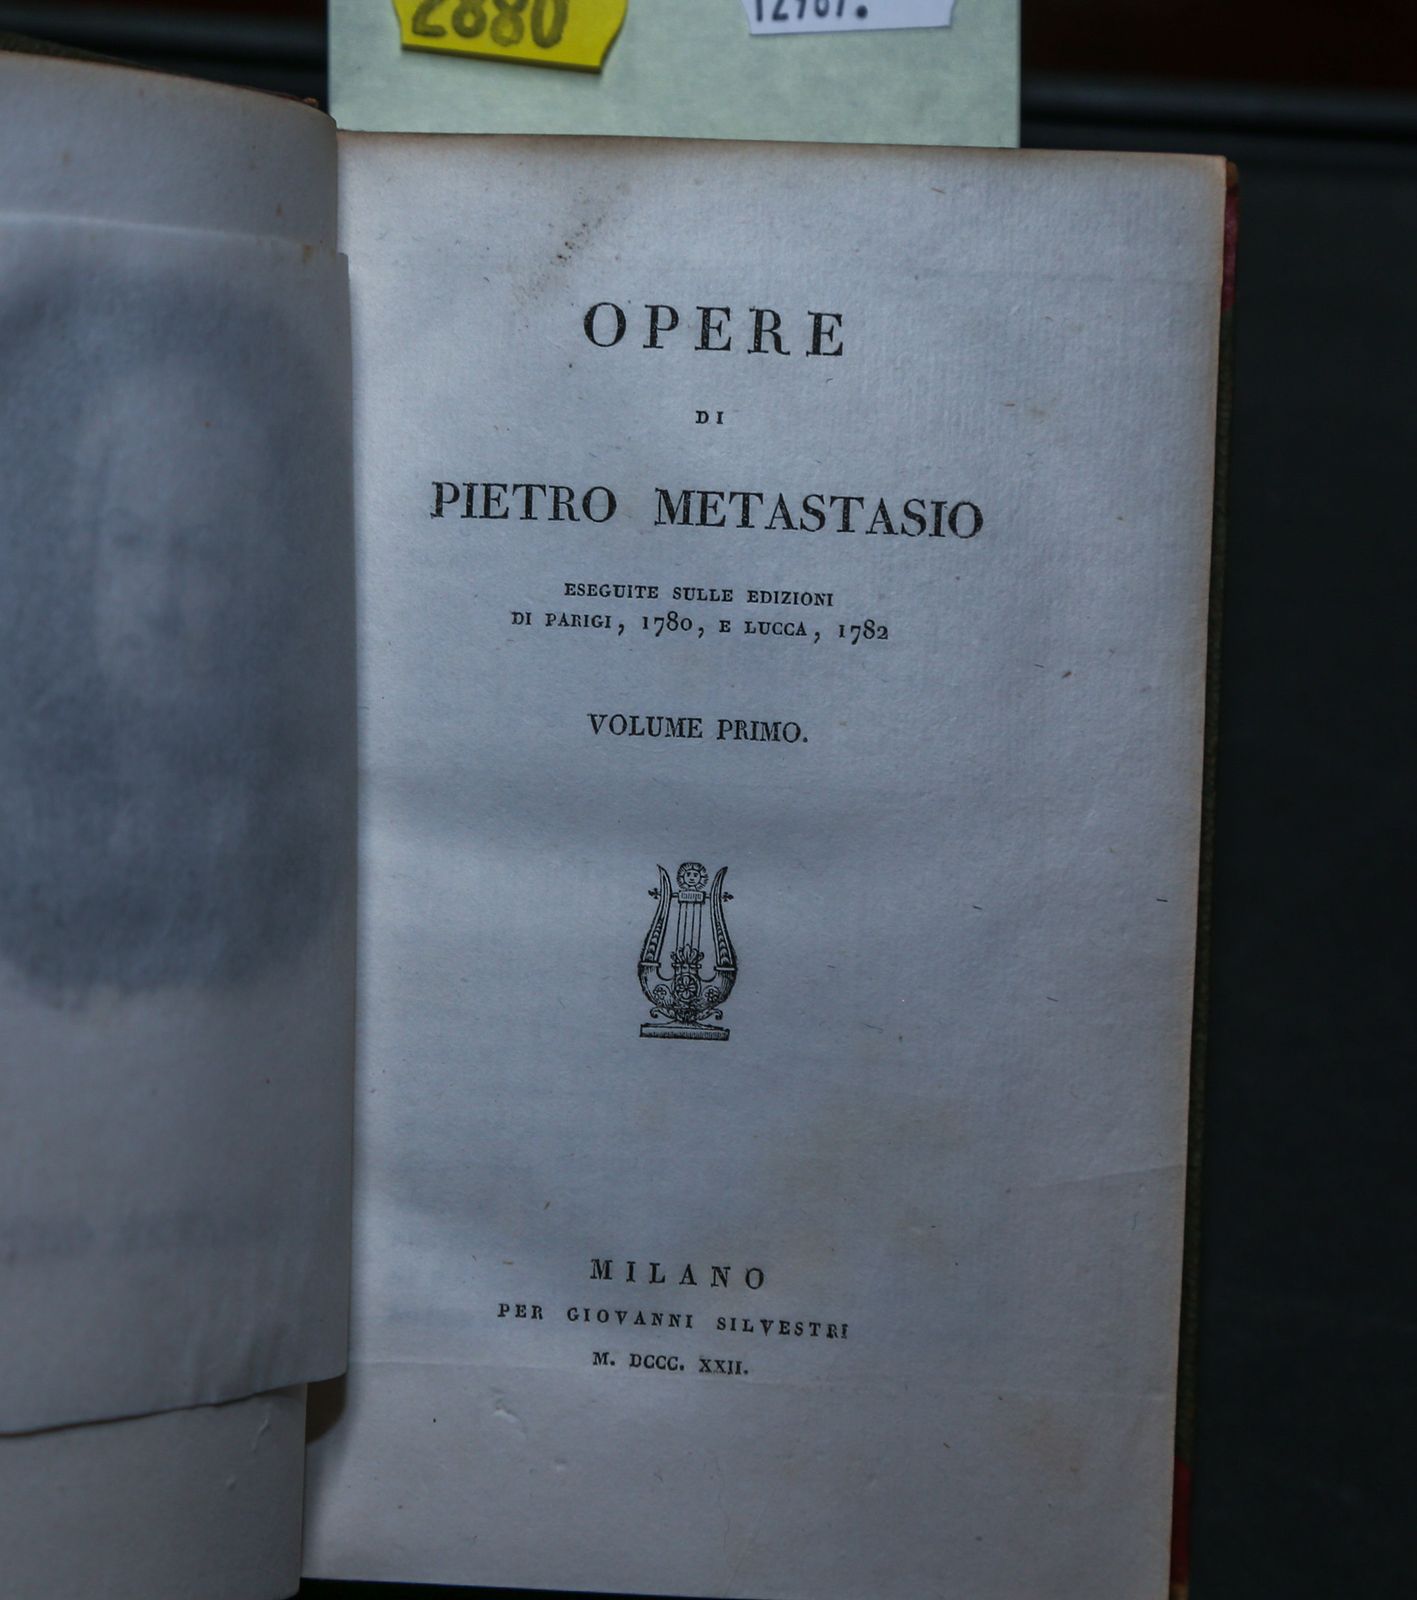 2880
OPERE
DI
PIETRO METASTASIO
ESEGUITE SULLE EDIZIONI
DI PARIGI, 1780, E LUCCA, 1782
VOLUME PRIMO.
MILANO
PER GIOVANNI SILVESTRI
M. DCCC. XXII.